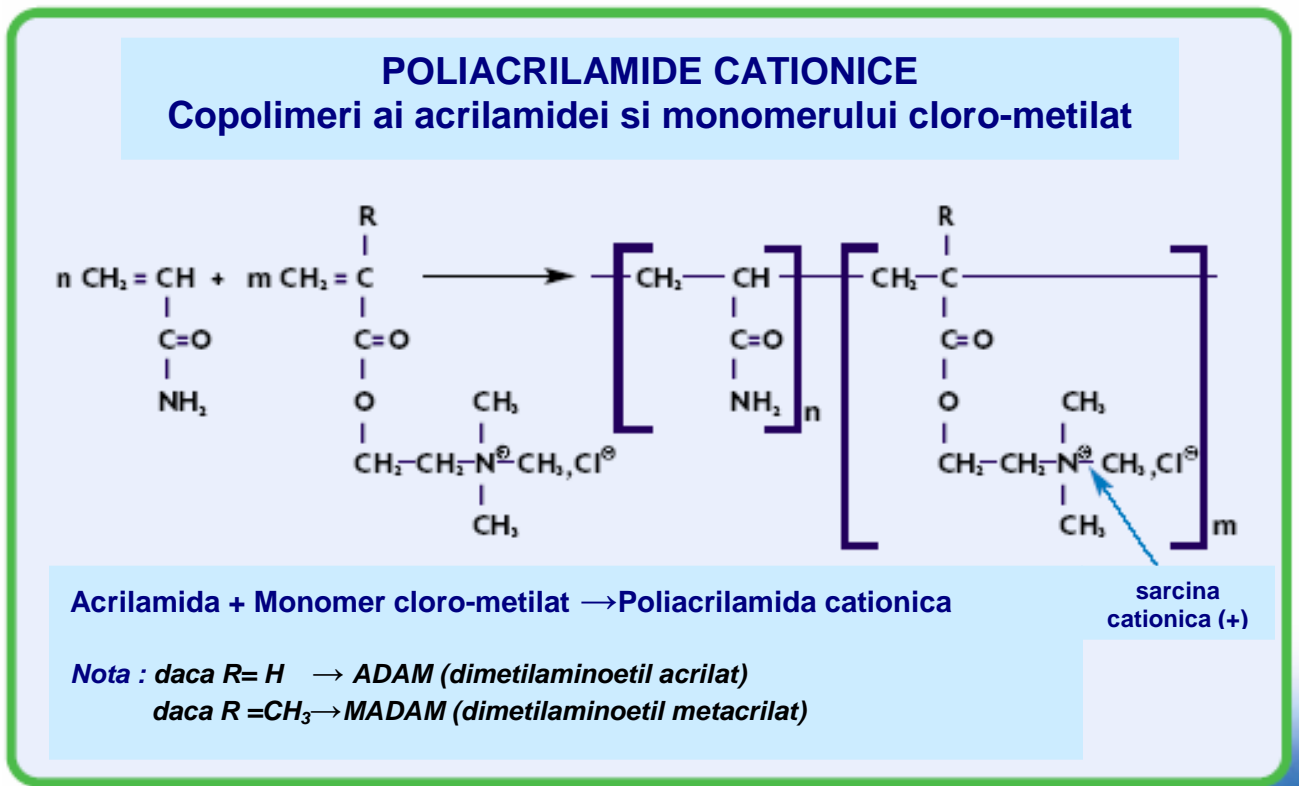 POLIACRILAMIDE CATIONICE
Copolimeri ai acrilamidei si monomerului cloro-metilat
R R
n CH₂ = CH + m CH₂ = C CH₂ CH CH₂ C
C=O C=O C=O C=O
NH₂ O CH₃ NH₂ n O CH₃
CH₂-CH₂-N⊕-CH₃,Cl⊖ CH₂-CH₂-N⊕ CH₃,Cl⊖
CH₃ CH₃ m
Acrilamida + Monomer cloro-metilat →Poliacrilamida cationica
sarcina
cationica (+)
Nota : daca R= H → ADAM (dimetilaminoetil acrilat)
daca R =CH₃→MADAM (dimetilaminoetil metacrilat)